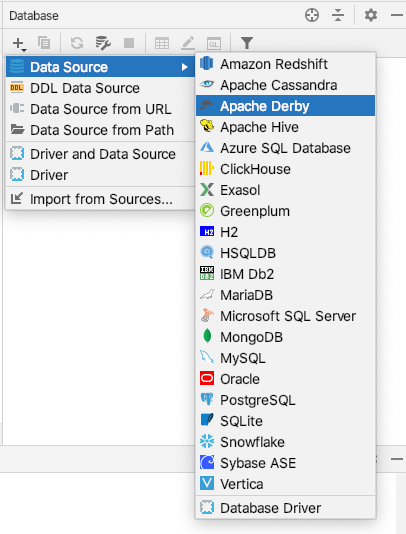 Database
Data Source
DDL Data Source
Data Source from URL
Data Source from Path
Driver and Data Source
Driver
Import from Sources...
Amazon Redshift
Apache Cassandra
Apache Derby
Apache Hive
Azure SQL Database
ClickHouse
Exasol
Greenplum
H2
HSQLDB
IBM Db2
MariaDB
Microsoft SQL Server
MongoDB
MySQL
Oracle
PostgreSQL
SQLite
Snowflake
Sybase ASE
Vertica
Database Driver